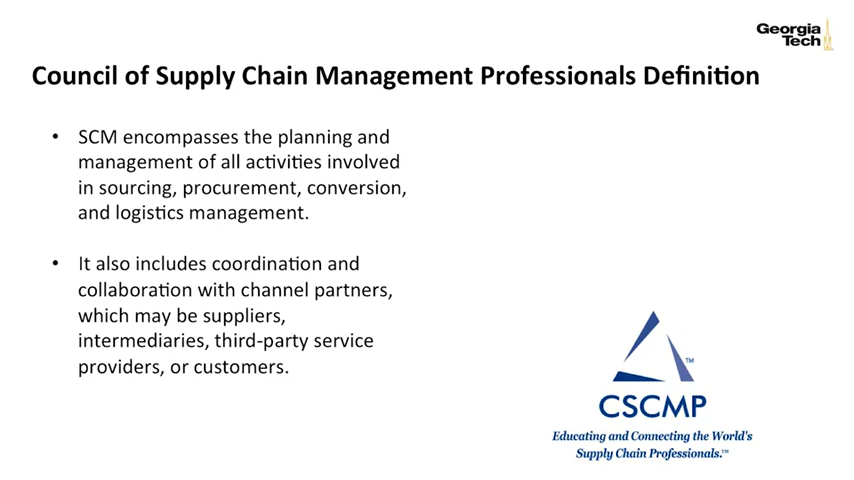 Georgia
Tech
Council of Supply Chain Management Professionals Definition
• SCM encompasses the planning and
management of all activities involved
in sourcing, procurement, conversion,
and logistics management.
• It also includes coordination and
collaboration with channel partners,
which may be suppliers,
intermediaries, third-party service
providers, or customers.
TM
CSCMP
Educating and Connecting the World's
Supply Chain Professionals.™